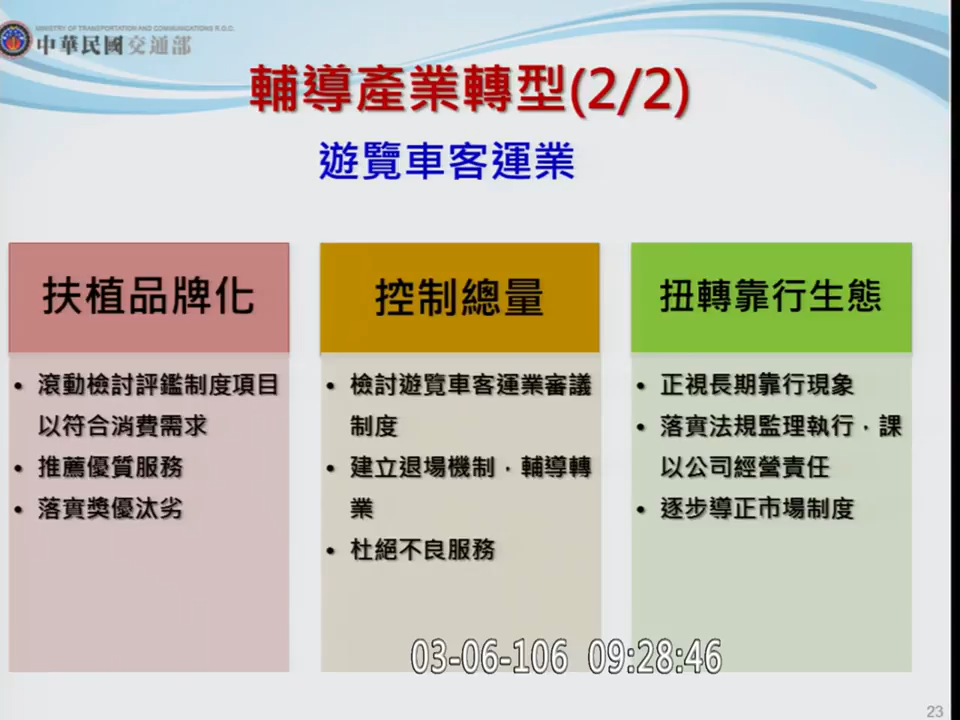 MINISTRY OF TRANSPORTATION AND COMMUNICATIONS R.O.C.
中華民國交通部
輔導產業轉型(2/2)
遊覽車客運業
扶植品牌化
• 滾動檢討評鑑制度項目
以符合消費需求
• 推薦優質服務
• 落實獎優汰劣
控制總量
• 檢討遊覽車客運業審議
制度
• 建立退場機制，輔導轉
業
• 杜絕不良服務
扭轉靠行生態
• 正視長期靠行現象
• 落實法規監理執行，課
以公司經營責任
• 逐步導正市場制度
03-06-106 09:28:46
23